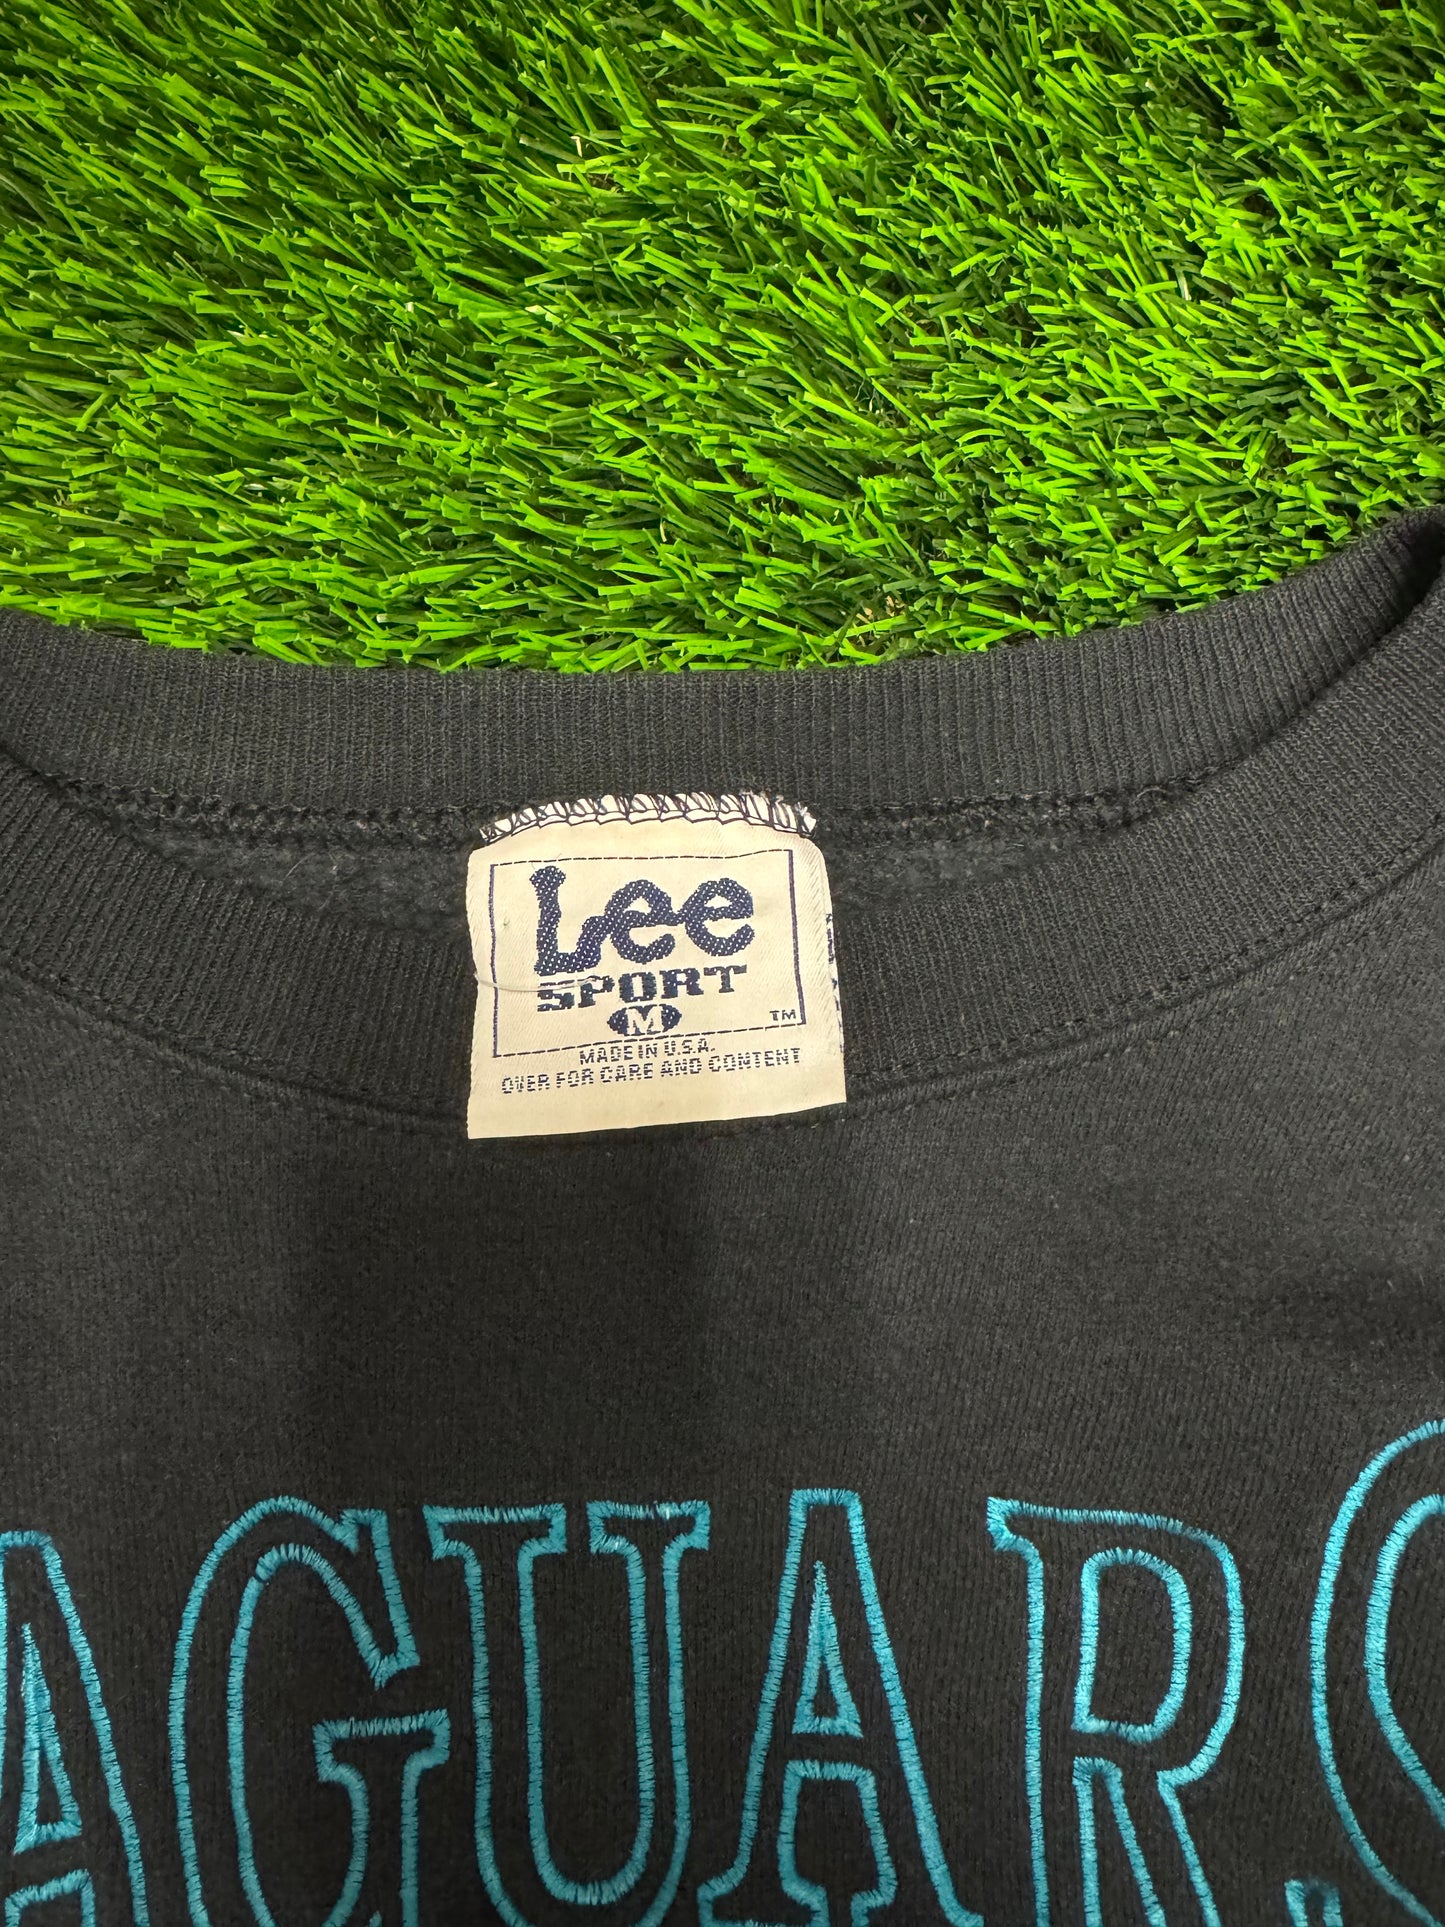 Lee
SPORT
M
TM
MADE IN U.S.A.
OVER FOR CARE AND CONTENT
AGUARS